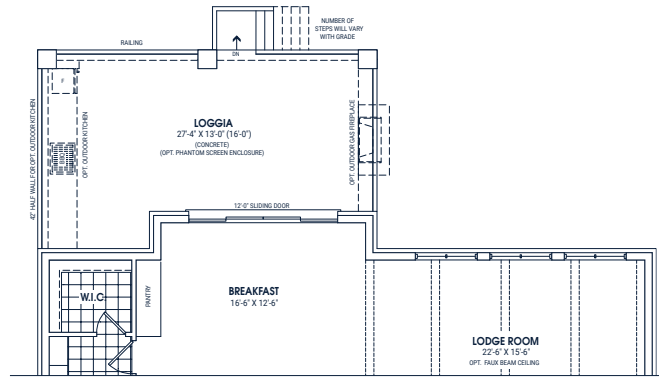 NUMBER OF
STEPS WILL VARY
WITH GRADE
RAILING
DN
F
LOGGIA
27'-4" X 13'-0" (16'-0")
(CONCRETE)
(OPT. PHANTOM SCREEN ENCLOSURE)
42" HALF WALL FOR OPT. OUTDOOR KITCHEN
OPT. OUTDOOR KITCHEN
OPT. OUTDOOR GAS FIREPLACE
12'-0" SLIDING DOOR
W.I.C.
PANTRY
BREAKFAST
16'-6" X 12'-6"
LODGE ROOM
22'-6" X 15'-6"
OPT. FAUX BEAM CEILING